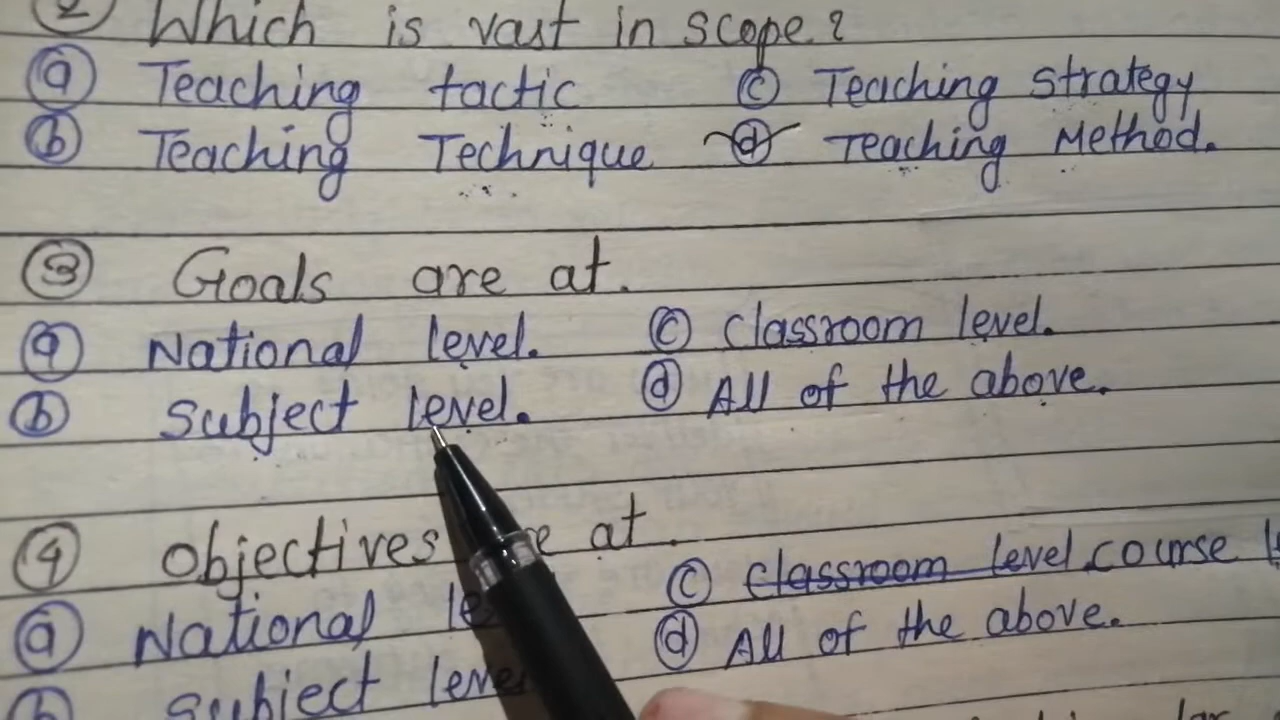 ② Which is vast in scope?
ⓐ Teaching tactic ⓒ Teaching strategy
ⓑ Teaching Technique ⓓ Teaching Method.
③ Goals are at.
ⓐ National level. ⓒ Classroom level.
ⓑ Subject level. ⓓ All of the above.
④ Objectives at.
ⓐ National ⓒ Classroom level course
ⓓ All of the above.
ⓑ Subject